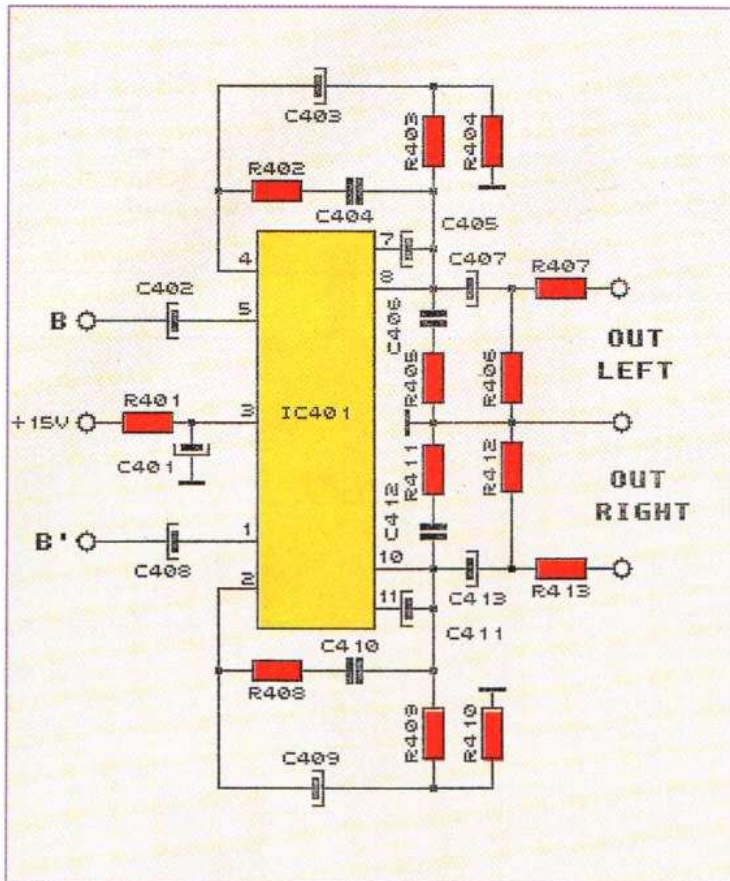 C403
R403
R404
R402
C404
C405
7
C407
4
8
R407
C402
C406
B
5
OUT
LEFT
R405
R406
R401
3
IC401
+15V
C401
R411
R412
OUT
RIGHT
C412
B'
1
10
C408
2
C413
R413
11
C411
C410
R408
R409
R410
C409